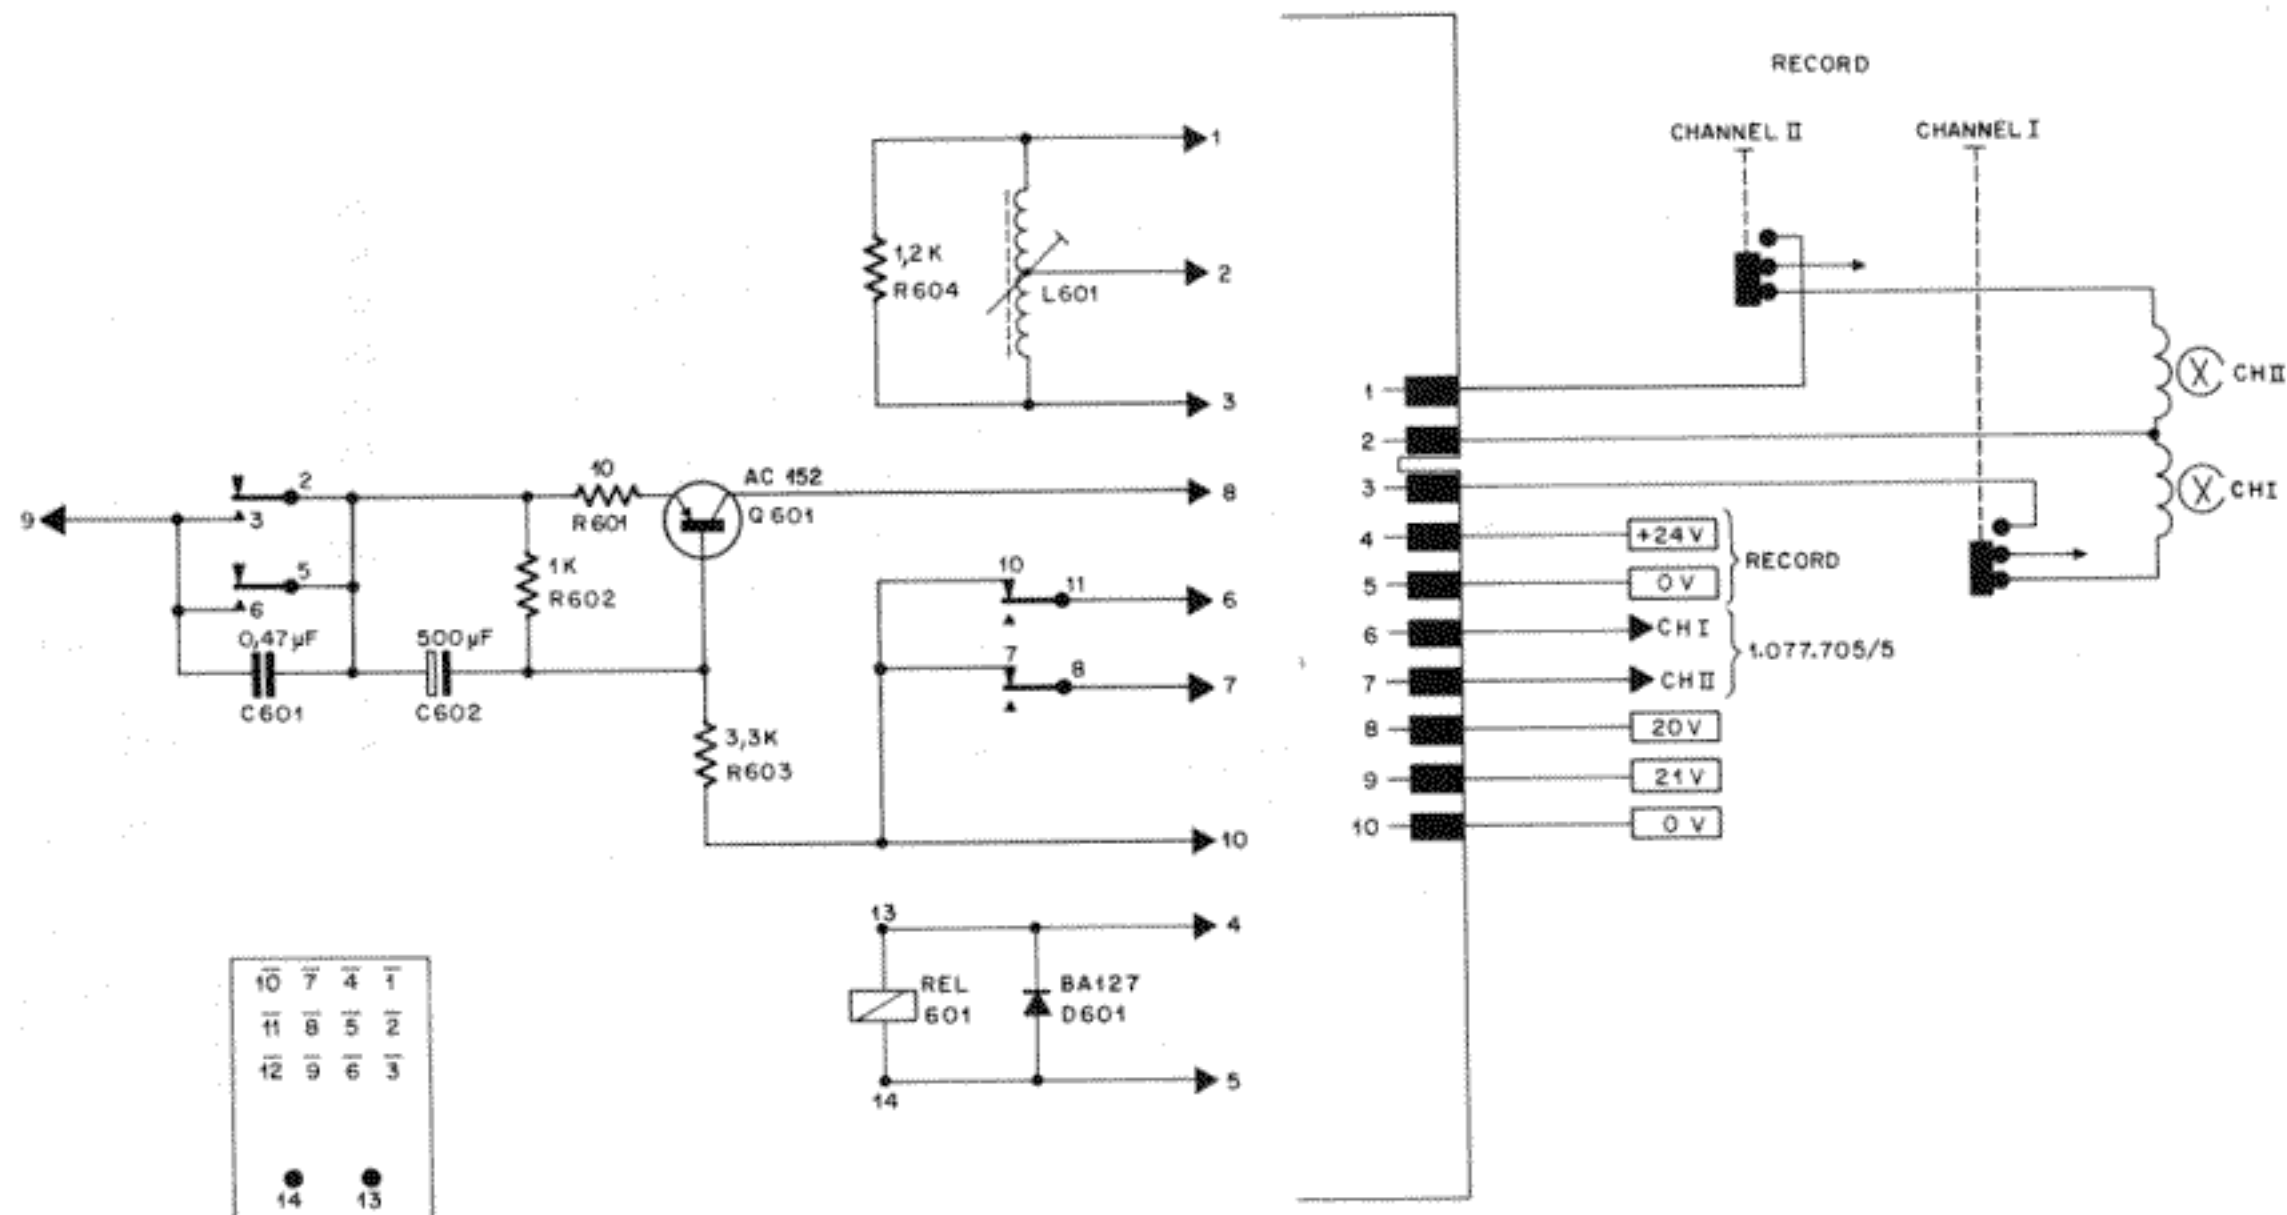 RECORD
CHANNEL II
CHANNEL I
1
1,2 K
R604
2
L601
3
1
CH II
2
10
AC 152
2
3
CH I
9
3
R601
Q601
8
+24 V
4
RECORD
5
1K
10
11
0 V
5
6
R602
6
CH I
6
0,47 µF
500 µF
7
8
7
1.077.705/5
7
CH II
C601
C602
3,3K
R603
8
20 V
9
21 V
10
0 V
10
13
4
REL
601
BA127
D601
14
5
10 7 4 1
11 8 5 2
12 9 6 3
14 13